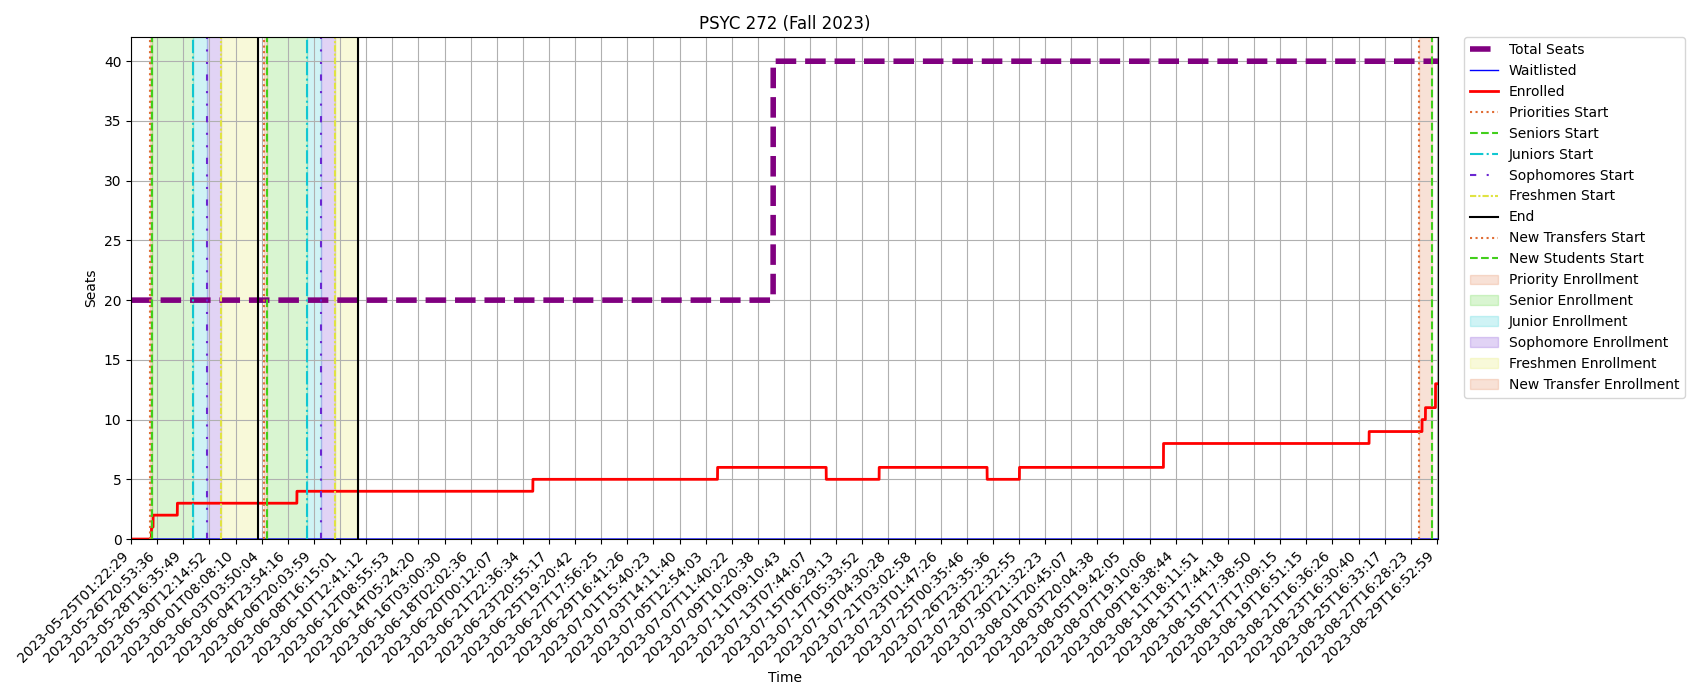 PSYC 272 (Fall 2023)
Seats
40
35
30
25
20
15
10
5
0
2023-05-25T01:22:29
2023-05-26T20:53:36
2023-05-28T16:35:49
2023-05-30T12:14:52
2023-06-01T08:08:10
2023-06-03T03:50:04
2023-06-04T23:54:16
2023-06-06T20:03:59
2023-06-08T16:15:01
2023-06-10T12:41:12
2023-06-12T08:55:53
2023-06-14T05:24:20
2023-06-16T03:00:30
2023-06-18T02:02:36
2023-06-20T00:12:07
2023-06-21T22:36:34
2023-06-23T20:55:17
2023-06-25T19:20:42
2023-06-27T17:56:25
2023-06-29T16:41:26
2023-07-01T15:40:23
2023-07-03T14:11:40
2023-07-05T12:54:03
2023-07-07T11:40:22
2023-07-09T10:20:38
2023-07-11T09:10:43
2023-07-13T07:44:07
2023-07-15T06:29:13
2023-07-17T05:33:52
2023-07-19T04:30:28
2023-07-21T03:02:58
2023-07-23T01:47:26
2023-07-25T00:35:46
2023-07-26T23:35:36
2023-07-28T22:32:55
2023-07-30T21:32:23
2023-08-01T20:45:07
2023-08-03T20:04:38
2023-08-05T19:42:05
2023-08-07T19:10:06
2023-08-09T18:38:44
2023-08-11T18:11:51
2023-08-13T17:44:18
2023-08-15T17:38:50
2023-08-17T17:09:15
2023-08-19T16:51:15
2023-08-21T16:36:26
2023-08-23T16:30:40
2023-08-25T16:33:17
2023-08-27T16:28:23
2023-08-29T16:52:59
Time
Total Seats
Waitlisted
Enrolled
Priorities Start
Seniors Start
Juniors Start
Sophomores Start
Freshmen Start
End
New Transfers Start
New Students Start
Priority Enrollment
Senior Enrollment
Junior Enrollment
Sophomore Enrollment
Freshmen Enrollment
New Transfer Enrollment